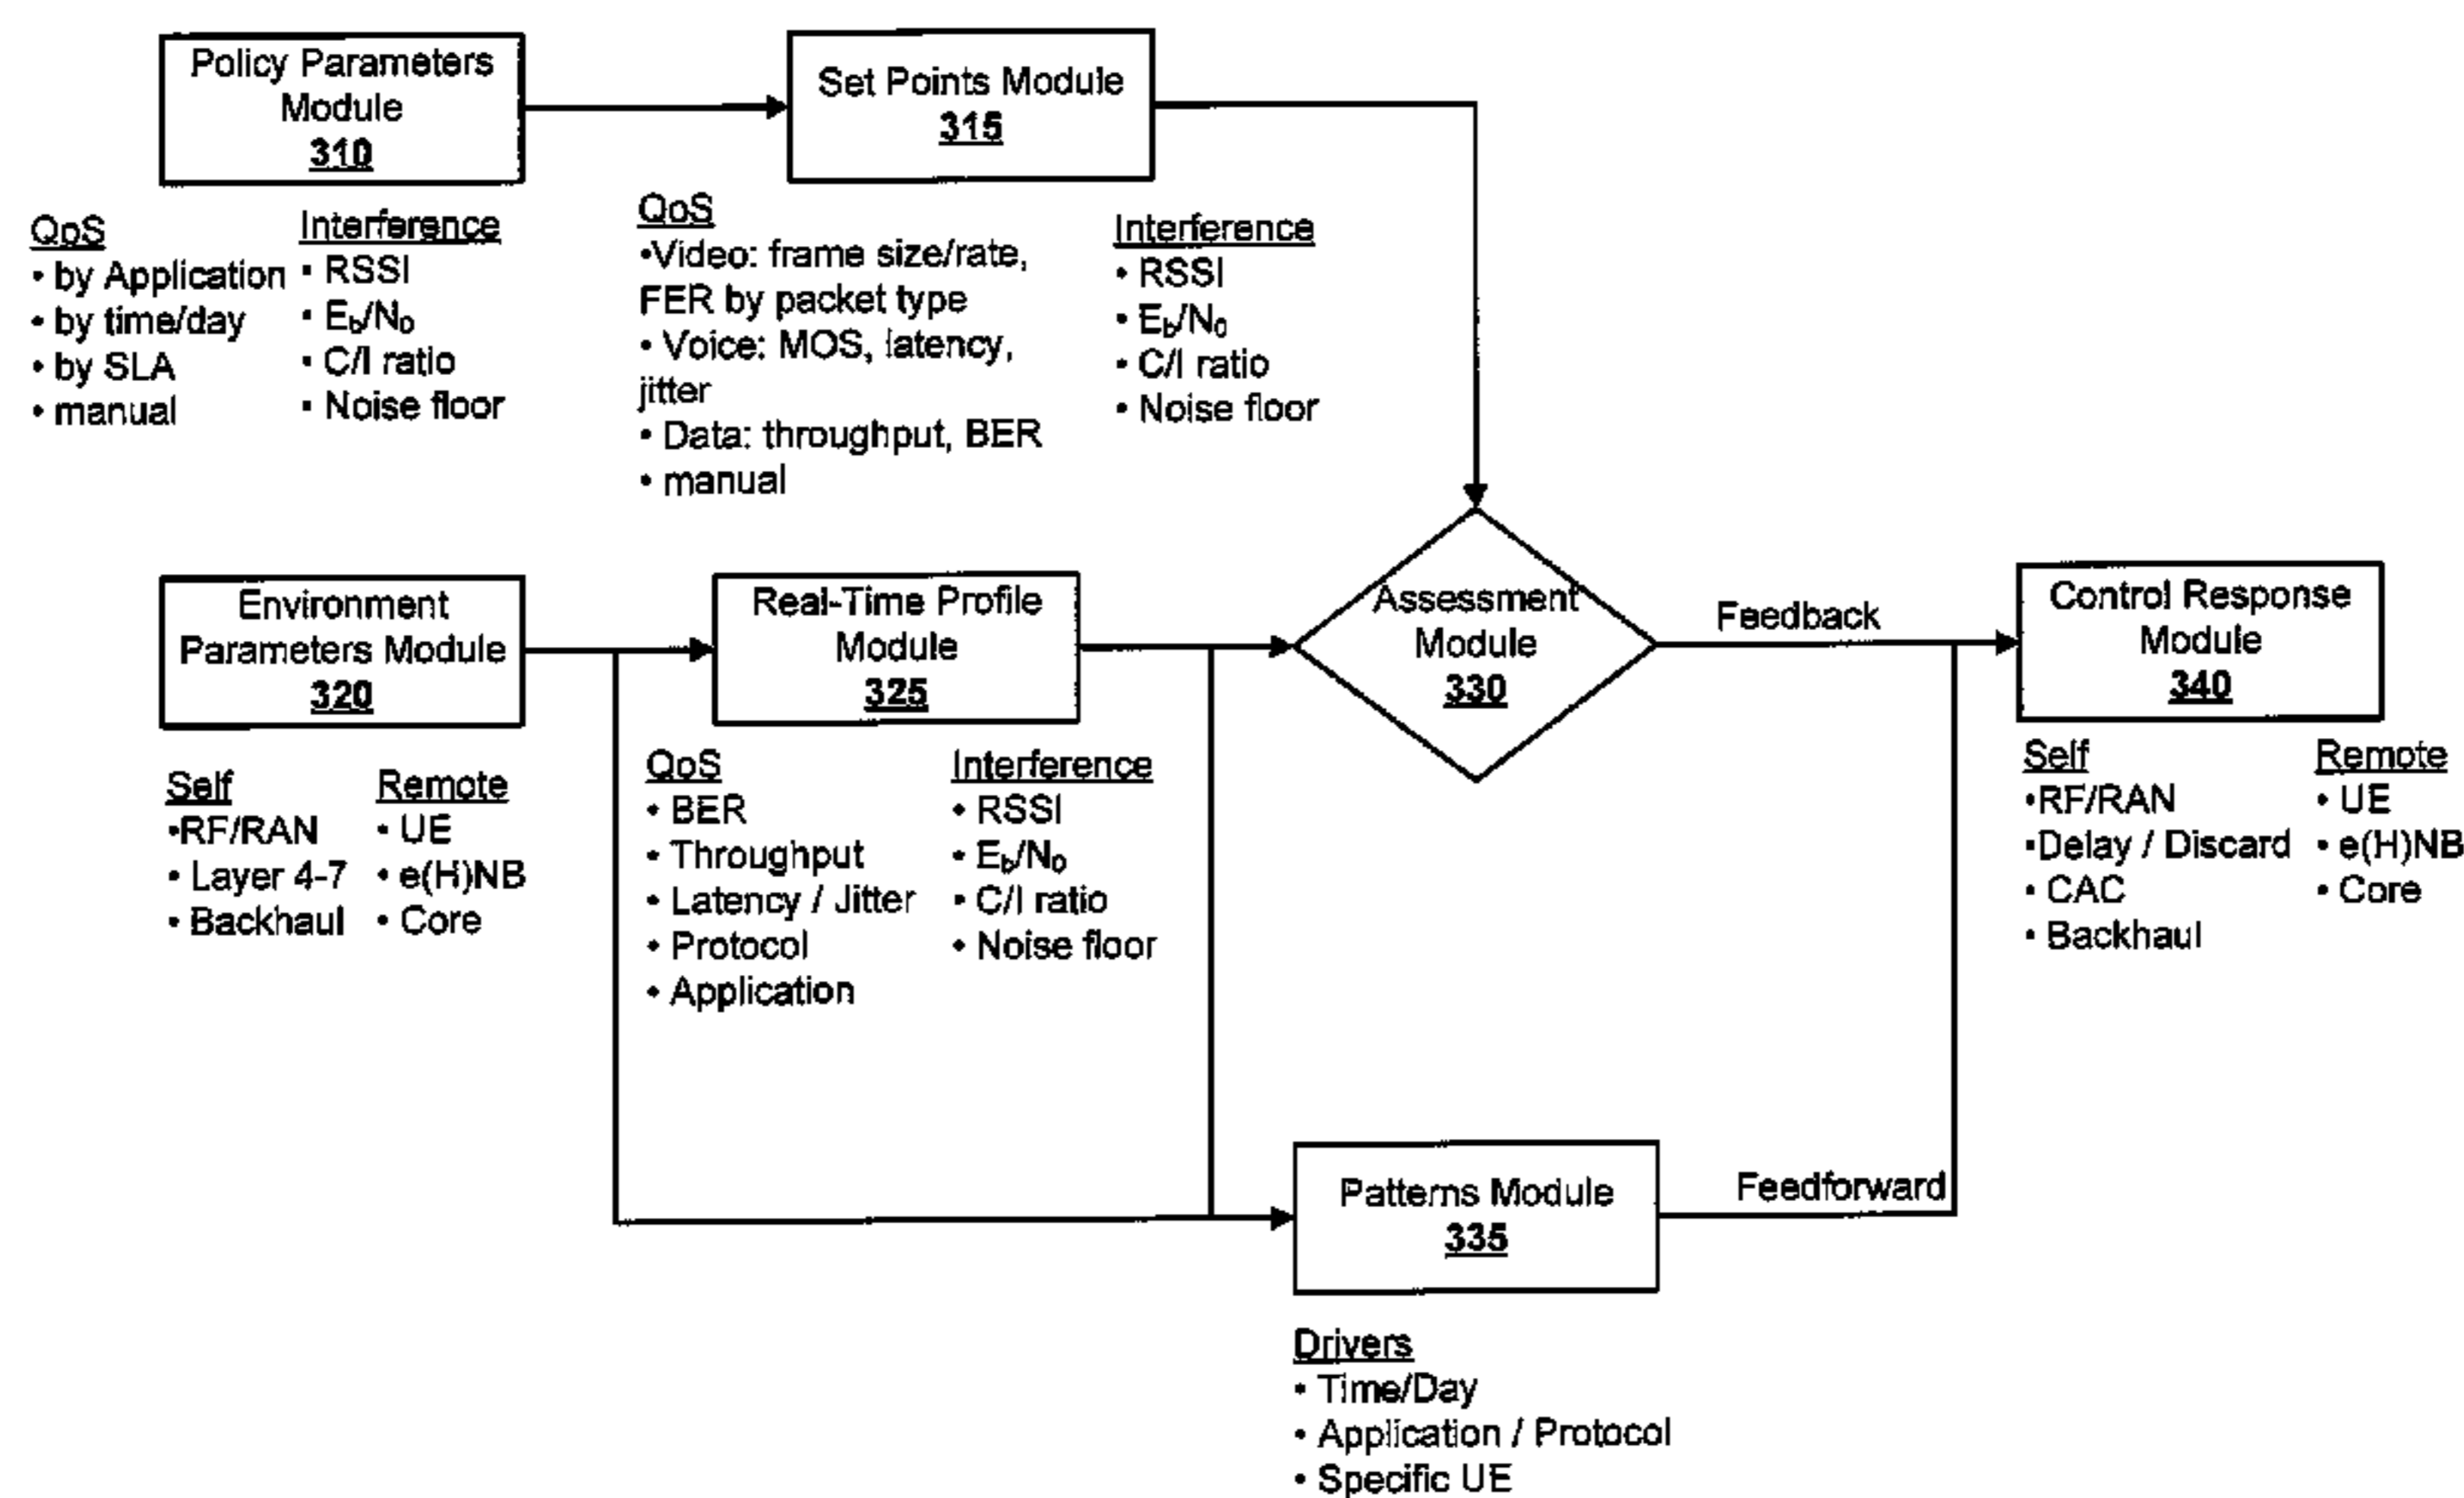 Policy Parameters
Module
310
Set Points Module
315
QoS
• by Application
• by time/day
• by SLA
• manual
Interference
• RSSI
• Eb/N0
• C/I ratio
• Noise floor
QoS
•Video: frame size/rate,
FER by packet type
• Voice: MOS, latency,
jitter
• Data: throughput, BER
• manual
Interference
• RSSI
• Eb/N0
• C/I ratio
• Noise floor
Environment
Parameters Module
320
Real-Time Profile
Module
325
Assessment
Module
330
Feedback
Control Response
Module
340
Self
•RF/RAN
• Layer 4-7
• Backhaul
Remote
• UE
• e(H)NB
• Core
QoS
• BER
• Throughput
• Latency / Jitter
• Protocol
• Application
Interference
• RSSI
• Eb/N0
• C/I ratio
• Noise floor
Self
•RF/RAN
•Delay / Discard
• CAC
• Backhaul
Remote
• UE
• e(H)NB
• Core
Patterns Module
335
Feedforward
Drivers
• Time/Day
• Application / Protocol
• Specific UE